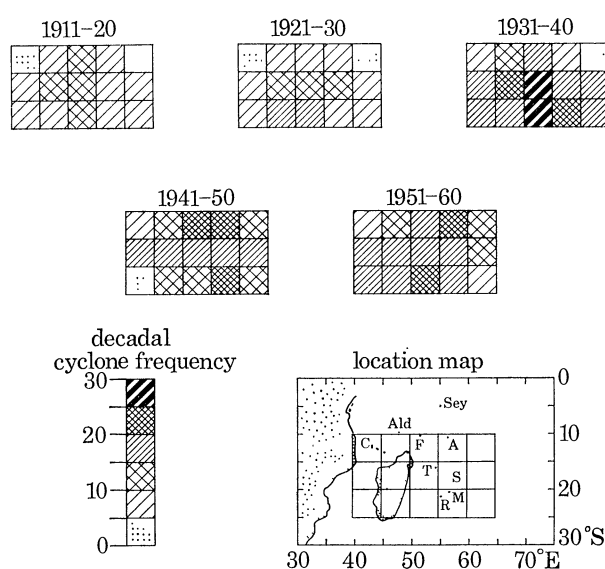 1911–20 1921–30 1931–40
1941–50 1951–60
decadal
cyclone frequency
30
20
10
0
location map
0
10
20
30 °S
Sey
Ald
C F A
T S
R M
30 40 50 60 70°E